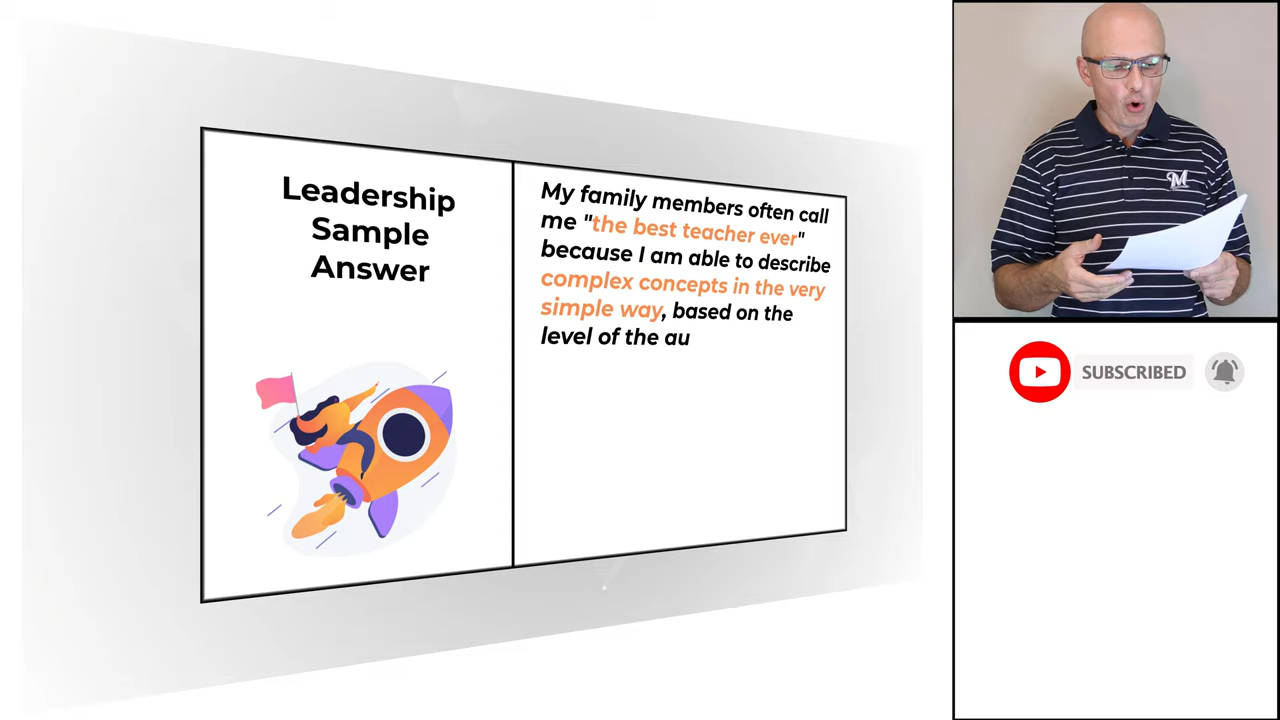 Leadership
Sample
Answer
My family members often call
me "the best teacher ever"
because I am able to describe
complex concepts in the very
simple way, based on the
level of the au
M
SUBSCRIBED